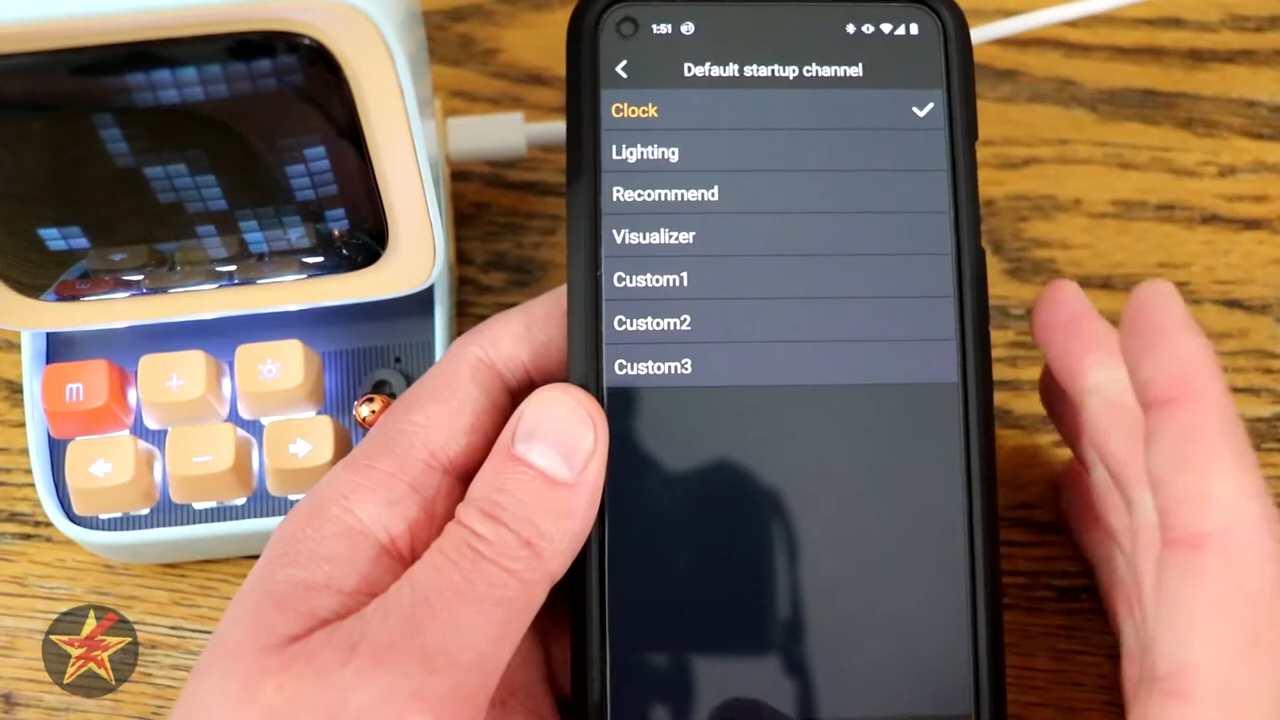 1:51
Default startup channel
Clock
Lighting
Recommend
Visualizer
Custom1
Custom2
Custom3
m